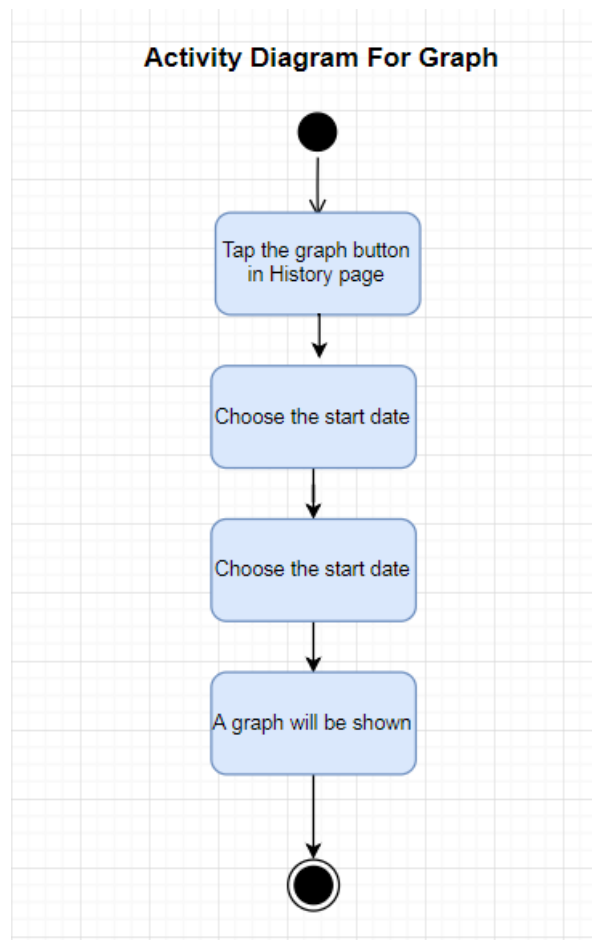 Activity Diagram For Graph
Tap the graph button
in History page
Choose the start date
Choose the start date
A graph will be shown